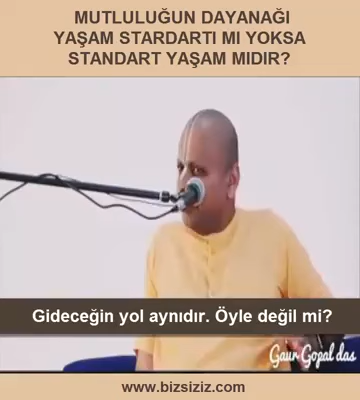 MUTLULUĞUN DAYANAĞI
YAŞAM STARDARTI MI YOKSA
STANDART YAŞAM MIDIR?
Gideceğin yol aynıdır. Öyle değil mi?
Gaur Gopal das
www.bizsiziz.com